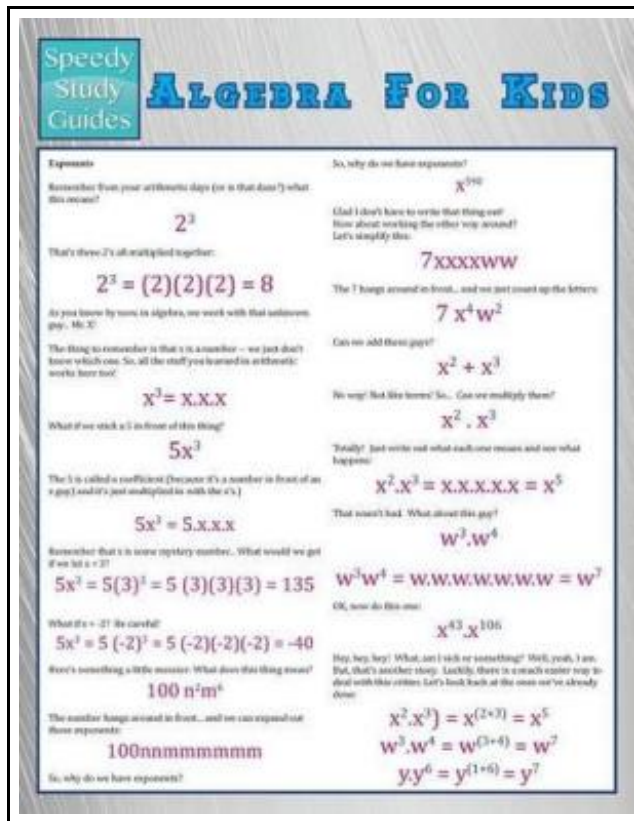 Speedy
Study
Guides
ALGEBRA FOR KIDS
Exponents
Remember from your arithmetic days (or is that daze?) what
this means?
2³
That's three 2's all multiplied together:
2³ = (2)(2)(2) = 8
As you know by now, in algebra, we work with that unknown
guy... Mr. X!
The thing to remember is that x is a number -- we just don't
know which one. So, all the stuff you learned in arithmetic
works here too!
x³= x.x.x
What if we stick a 5 in front of this thing?
5x³
The 5 is called a coefficient (because it's a number in front of an
x guy) and it's just multiplied in with the x's.)
5x³ = 5.x.x.x
Remember that x is some mystery number... What would we get
if we let x = 3?
5x³ = 5(3)³ = 5 (3)(3)(3) = 135
What if x = -2? Be careful!
5x³ = 5 (-2)³ = 5 (-2)(-2)(-2) = -40
Here's something a little meaner: What does this thing mean?
100 n²m⁶
The number hangs around in front... and we can expand out
those exponents:
100nnmmmmmm
So, why do we have exponents?
So, why do we have exponents?
x⁵⁹⁰
Glad I don't have to write that thing out!
How about working the other way around?
Let's simplify this:
7xxxxww
The 7 hangs around in front... and we just count up the letters:
7 x⁴w²
Can we add these guys?
x² + x³
No way! Not like terms! So... Can we multiply them?
x² . x³
Totally! Just write out what each one means and see what
happens:
x².x³ = x.x.x.x.x = x⁵
That wasn't bad. What about this guy?
w³.w⁴
w³w⁴ = w.w.w.w.w.w.w = w⁷
OK, now do this one:
x⁴³.x¹⁰⁶
Hey, hey, hey! What, am I sick or something? Well, yeah, I am.
But, that's another story. Luckily, there is a much easier way to
deal with this critter. Let's look back at the ones we've already
done:
x².x³) = x⁽²⁺³⁾ = x⁵
w³.w⁴ = w⁽³⁺⁴⁾ = w⁷
y.y⁶ = y⁽¹⁺⁶⁾ = y⁷